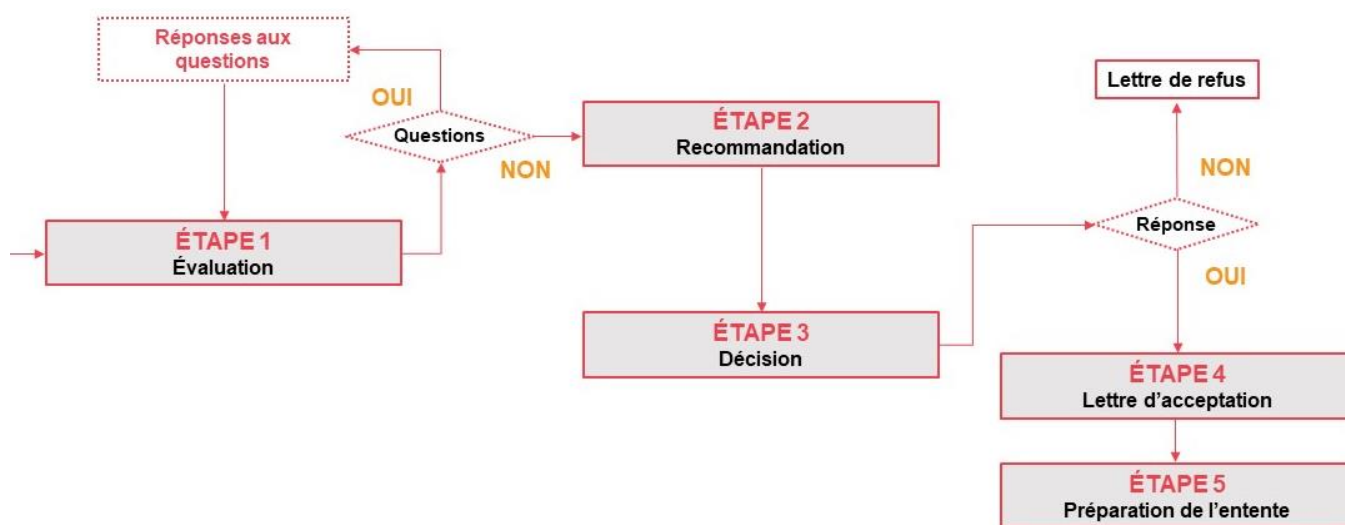 Réponses aux
questions
OUI
Questions
NON
ÉTAPE 1
Évaluation
ÉTAPE 2
Recommandation
ÉTAPE 3
Décision
Lettre de refus
NON
Réponse
OUI
ÉTAPE 4
Lettre d’acceptation
ÉTAPE 5
Préparation de l’entente